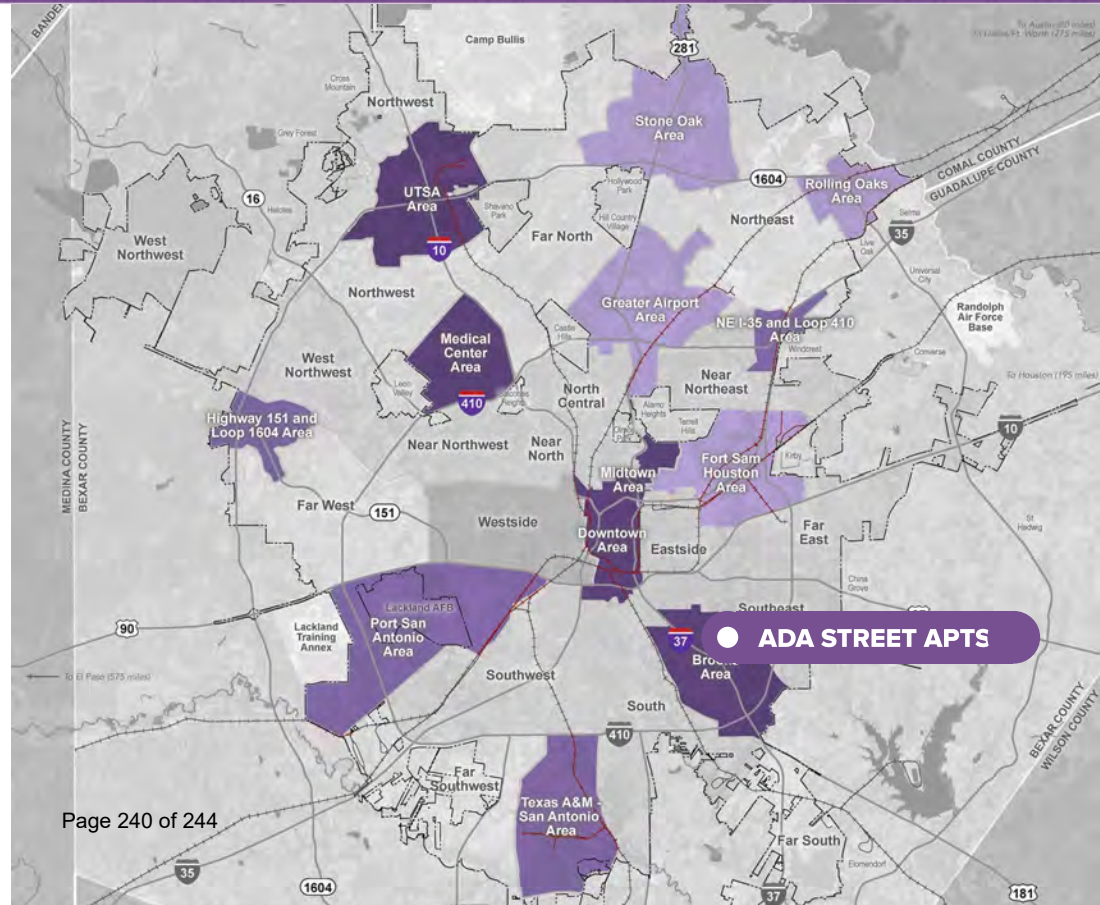 BANDE
Camp Bullis
To Austin (80 miles)
281
Cross
Mountain
Northwest
Stone Oak
Area
Grey Forest
COMAL COUNTY
GUADALUPE COUNTY
1604
Rolling Oaks
Area
Hollywood
Park
UTSA
Area
16
Helotes
Shavano
Park
Selma
Northeast
35
Hill Country
Village
Far North
West
Northwest
10
Live
Oak
Universal
City
Northwest
Greater Airport
Area
Randolph
Air Force
Base
NE I-35 and Loop 410
Area
Castle
Hills
Medical
Center
Area
Windcrest
Converse
West
Northwest
Near
Northeast
To Houston (195 miles)
Leon
Valley
North
Central
410
Alamo
Heights
Highway 151 and
Loop 1604 Area
Terrell
Hills
10
Near Northwest
Near
North
Kirby
Fort Sam
Houston
Area
Midtown
Area
MEDINA COUNTY
BEXAR COUNTY
Far West
151
Westside
St
Hedwig
Far
East
Downtown
Area
Eastside
China
Grove
Lackland AFB
Southeast
90
Lackland
Training
Annex
Port San
Antonio
Area
37
ADA STREET APTS
Area
To El Paso (575 miles)
Southwest
South
410
BEXAR COUNTY
WILSON COUNTY
Far
Southwest
Texas A&M -
San Antonio
Area
Page 240 of 244
Far South
Elmendorf
35
1604
37
181